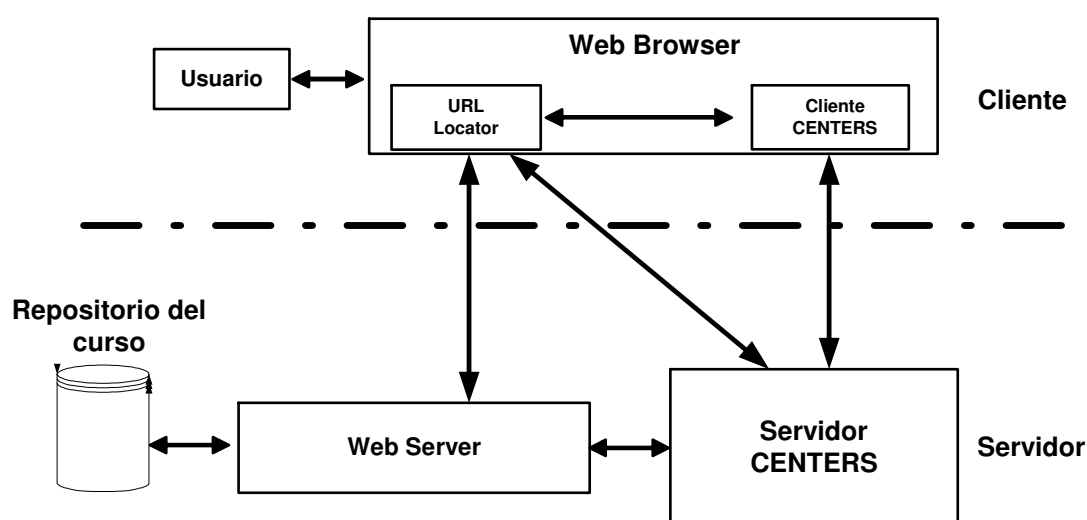 Web Browser
Usuario
URL
Locator
Cliente
CENTERS
Cliente
Repositorio del
curso
Web Server
Servidor
CENTERS
Servidor